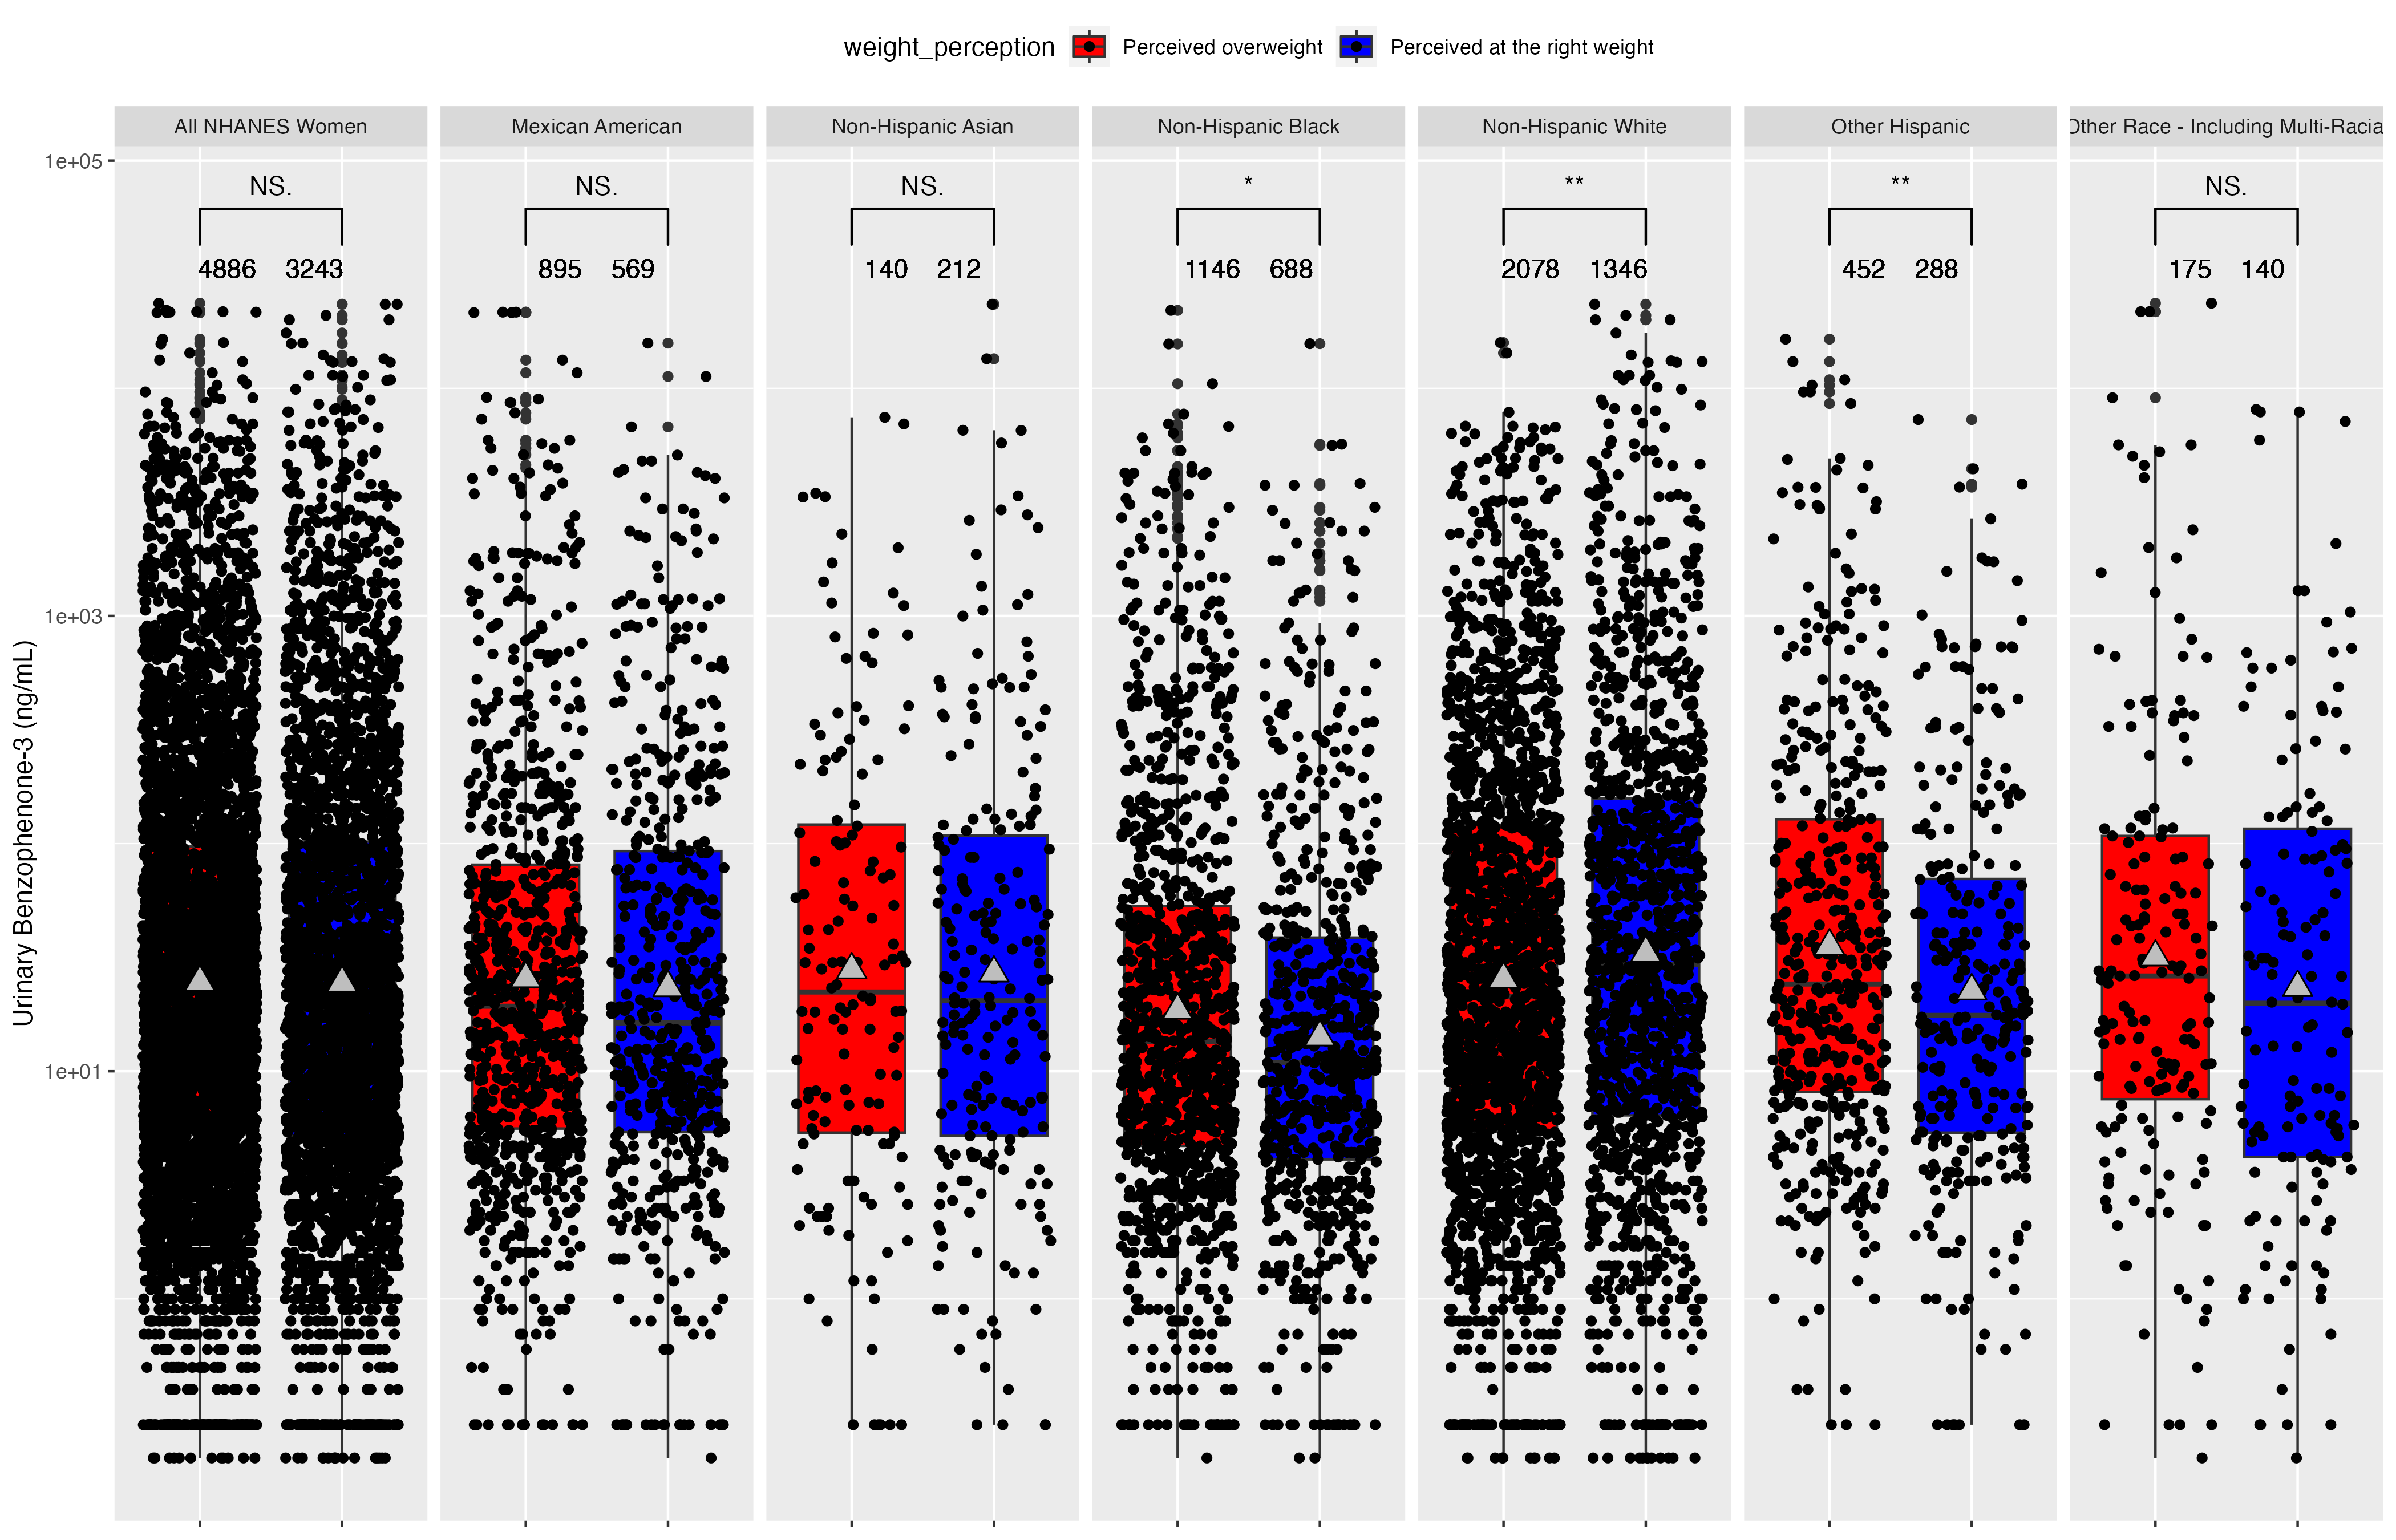 weight_perception Perceived overweight Perceived at the right weight
All NHANES Women Mexican American Non-Hispanic Asian Non-Hispanic Black Non-Hispanic White Other Hispanic Other Race - Including Multi-Racia
1e+05
NS. NS. NS. * ** ** NS.
4886 3243 895 569 140 212 1146 688 2078 1346 452 288 175 140
1e+03
1e+01
Urinary Benzophenone-3 (ng/mL)